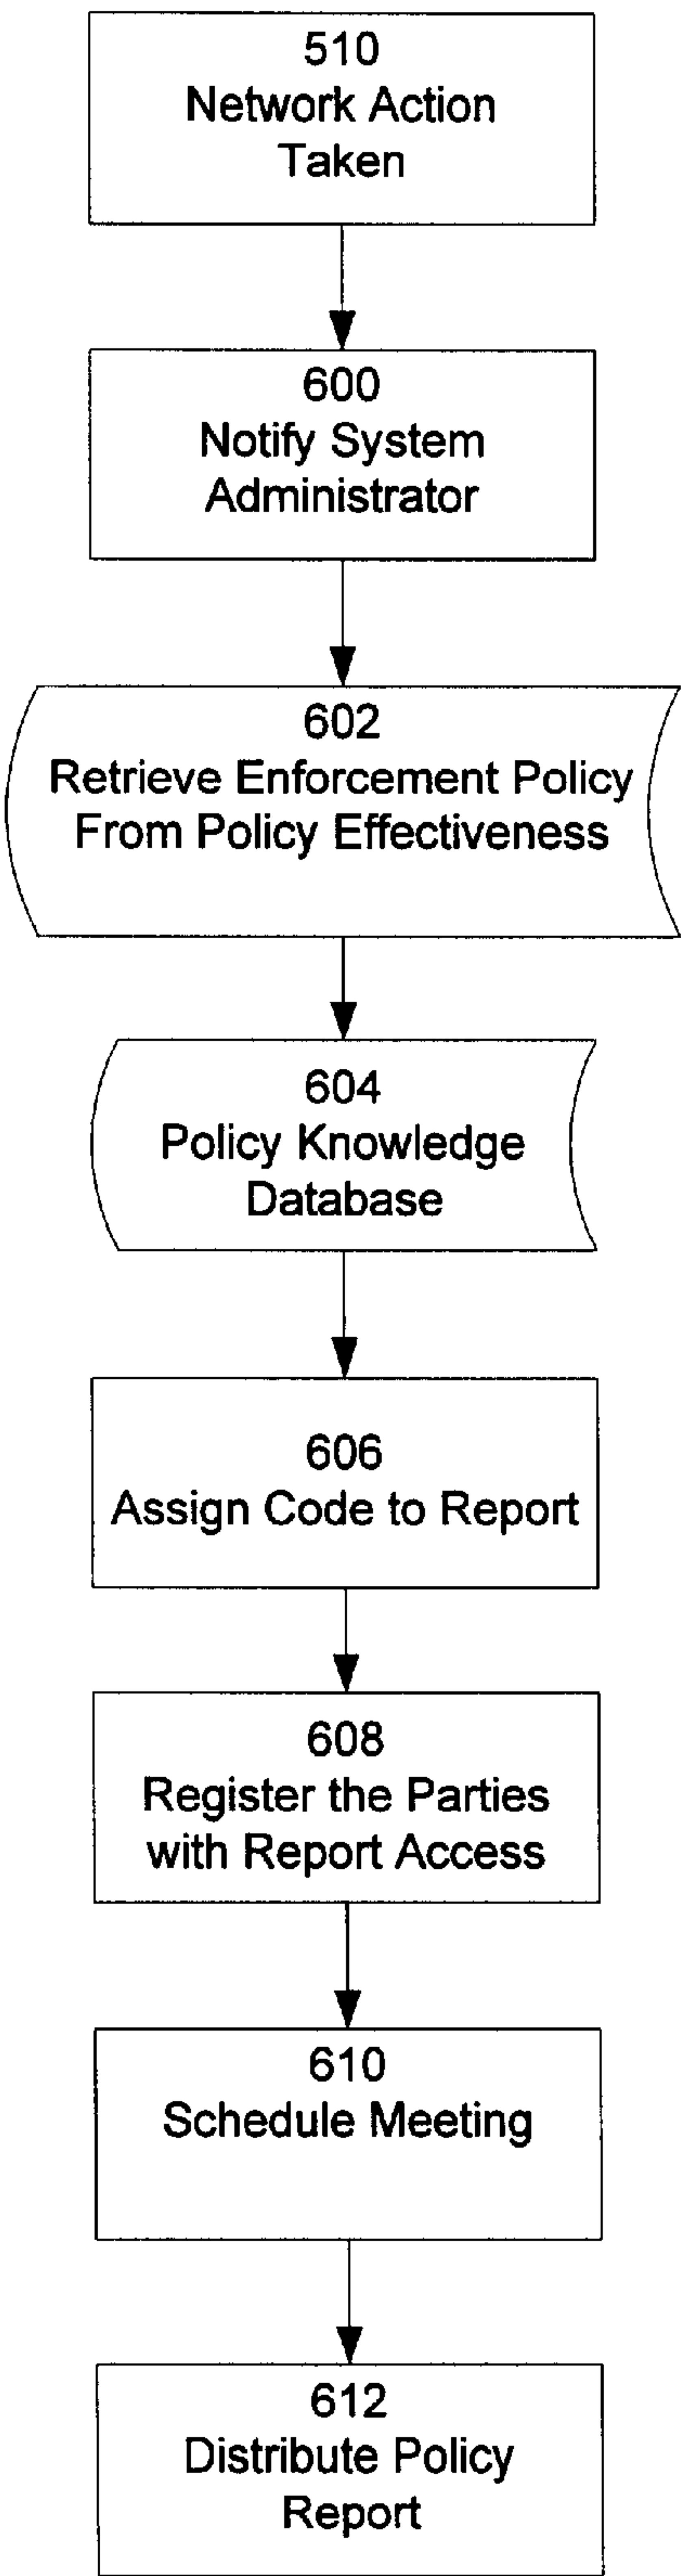 510
Network Action
Taken
600
Notify System
Administrator
602
Retrieve Enforcement Policy
From Policy Effectiveness
604
Policy Knowledge
Database
606
Assign Code to Report
608
Register the Parties
with Report Access
610
Schedule Meeting
612
Distribute Policy
Report